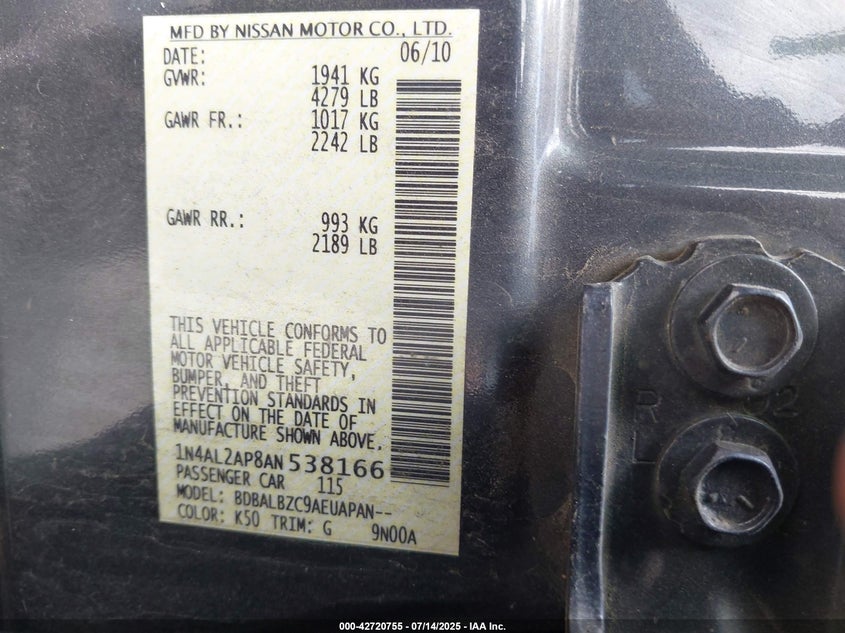 MFD BY NISSAN MOTOR CO., LTD.
DATE: 06/10
GVWR: 1941 KG
4279 LB
GAWR FR.: 1017 KG
2242 LB
GAWR RR.: 993 KG
2189 LB
THIS VEHICLE CONFORMS TO
ALL APPLICABLE FEDERAL
MOTOR VEHICLE SAFETY,
BUMPER, AND THEFT
PREVENTION STANDARDS IN
EFFECT ON THE DATE OF
MANUFACTURE SHOWN ABOVE,
1N4AL2AP8AN538166
PASSENGER CAR 115
MODEL: BDBALBZC9AEUAPAN--
COLOR: K50 TRIM: G 9N00A
R
L
000-42720755 - 07/14/2025 - IAA Inc.